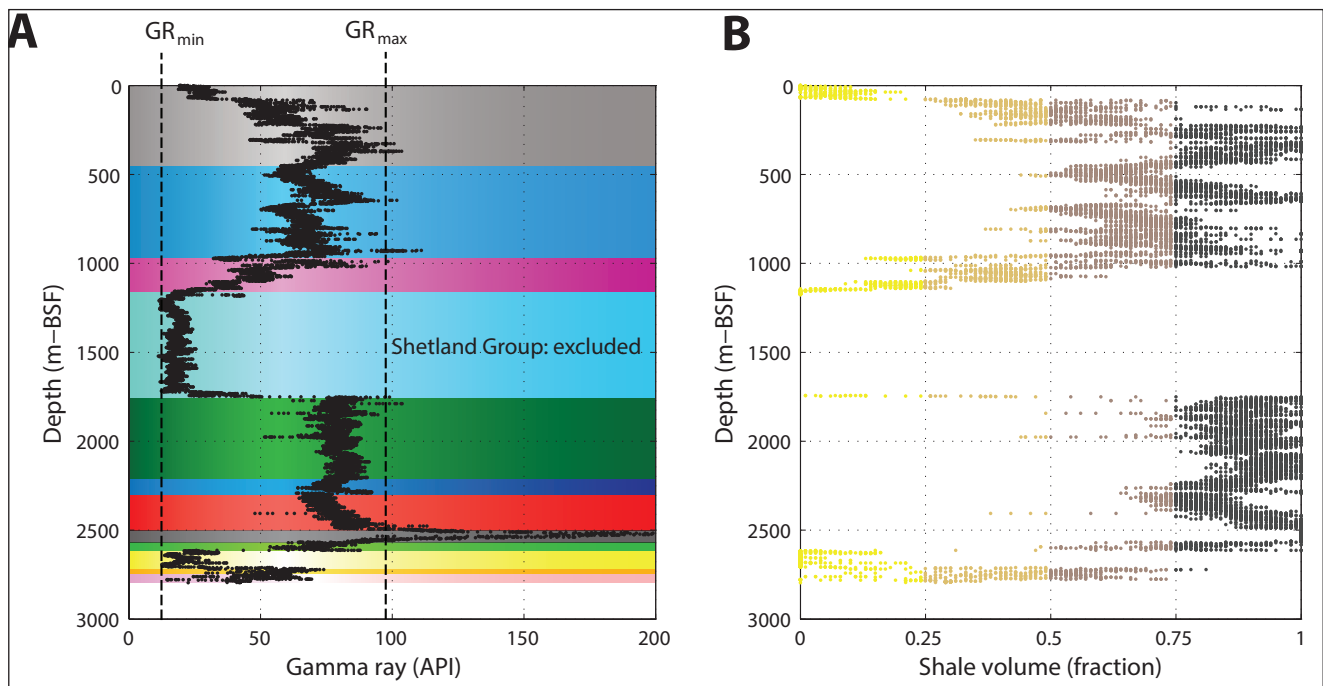 A
GRmin
GRmax
B
0
500
1000
1500
2000
2500
3000
Depth (m−BSF)
Shetland Group: excluded
0
50
100
150
200
Gamma ray (API)
0
500
1000
1500
2000
2500
3000
Depth (m−BSF)
0
0.25
0.5
0.75
1
Shale volume (fraction)